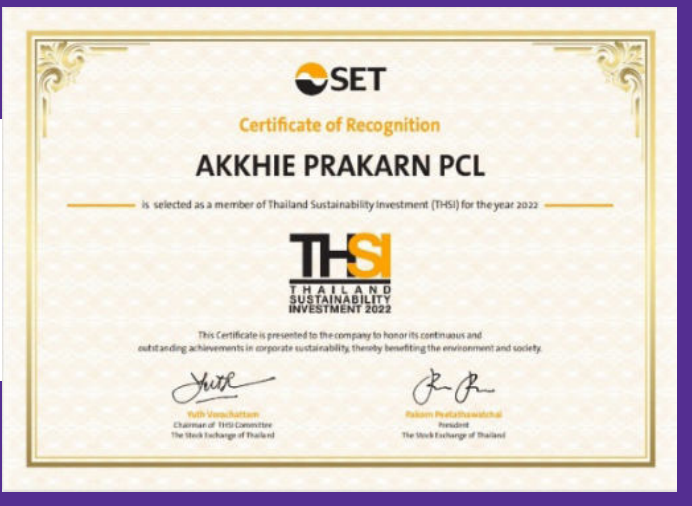 SET
Certificate of Recognition
AKKHIE PRAKARN PCL
is selected as a member of Thailand Sustainability Investment (THSI) for the year 2022
THSI
THAILAND
SUSTAINABILITY
INVESTMENT 2022
This Certificate is presented to the company to honor its continuous and
outstanding achievements in corporate sustainability, thereby benefiting the environment and society.
Yuth Vorachattarn
Chairman of THSI Committee
The Stock Exchange of Thailand
Pakorn Peetathawatchai
President
The Stock Exchange of Thailand